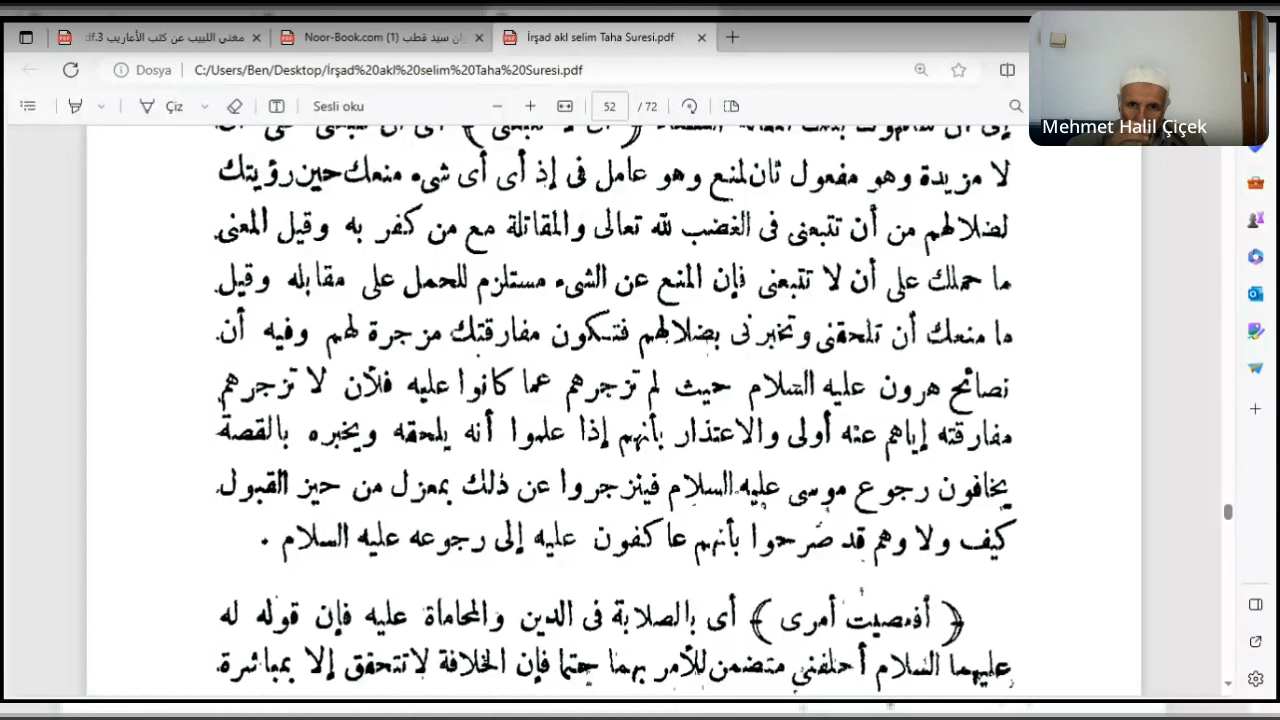 مغني اللبيب عن كتب الأعاريب 3.df
Noor-Book.com (1) ان سيد قطب
İrşad akl selim Taha Suresi.pdf
Dosya
C:/Users/Ben/Desktop/İrşad%20akl%20selim%20Taha%20Suresi.pdf
Çiz
Sesli oku
52 / 72
Mehmet Halil Çiçek
لا مزيدة وهو مفعول ثان لمنع وهو عامل فى إذ أى أى شىء منعك حين رؤيتك
لضلالهم من أن تتبعنى فى الغضب لله تعالى والمقاتلة مع من كفر به وقيل المعنى
ما حملك على أن لا تتبعنى فإن المنع عن الشىء مستلزم للحمل على مقابله وقيل
ما منعك أن تلحقنى وتخبرنى بضلالهم فتكون مفارقتك مزجرة لهم وفيه أن
نصائح هرون عليه السلام حيث لم تزجرهم عما كانوا عليه فلأن لا تزجرهم
مفارقته إياهم عنه أولى والاعتذار بأنهم إذا علموا أنه يلحقه ويخبره بالقصة
يخافون رجوع موسى عليه السلام فينزجروا عن ذلك بمعزل من حيز القبول
كيف ولا وهم قد صرحوا بأنهم عاكفون عليه إلى رجوعه عليه السلام .
﴿ أفعصيت أمرى ﴾ أى بالصلابة فى الدين والمحاماة عليه فإن قوله له
عليهما السلام أخلفنى متضمن للأمر بهما حتما فإن الخلافة لا تتحقق إلا بمباشرة